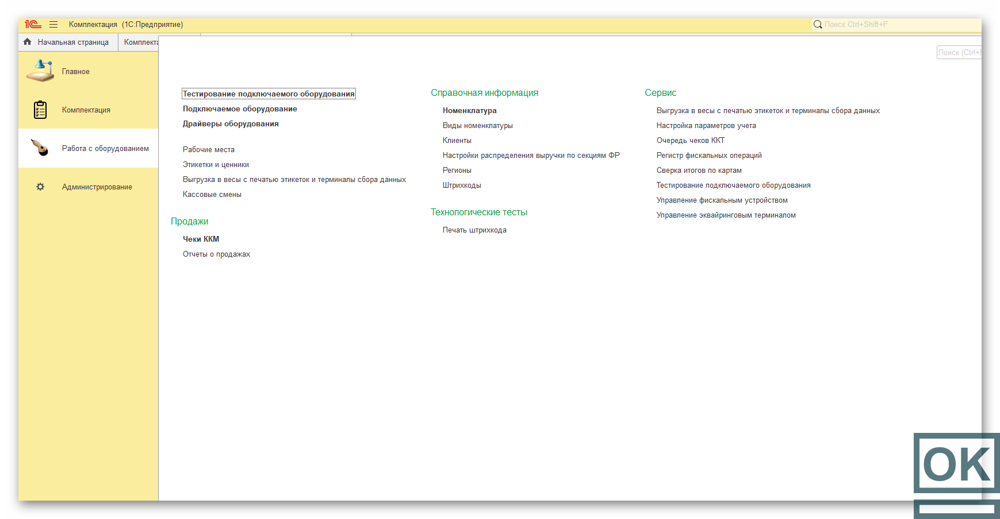 1С Комплектация (1С:Предприятие)
Поиск Ctrl+Shift+F
Начальная страница
Комплекта
Поиск (Ctrl+
Главное
Комплектация
Работа с оборудованием
Администрирование
Тестирование подключаемого оборудования
Подключаемое оборудование
Драйверы оборудования
Рабочие места
Этикетки и ценники
Выгрузка в весы с печатью этикеток и терминалы сбора данных
Кассовые смены
Продажи
Чеки ККМ
Отчеты о продажах
Справочная информация
Номенклатура
Виды номенклатуры
Клиенты
Настройки распределения выручки по секциям ФР
Регионы
Штрихкоды
Технологические тесты
Печать штрихкода
Сервис
Выгрузка в весы с печатью этикеток и терминалы сбора данных
Настройка параметров учета
Очередь чеков ККТ
Регистр фискальных операций
Сверка итогов по картам
Тестирование подключаемого оборудования
Управление фискальным устройством
Управление эквайринговым терминалом
ОК